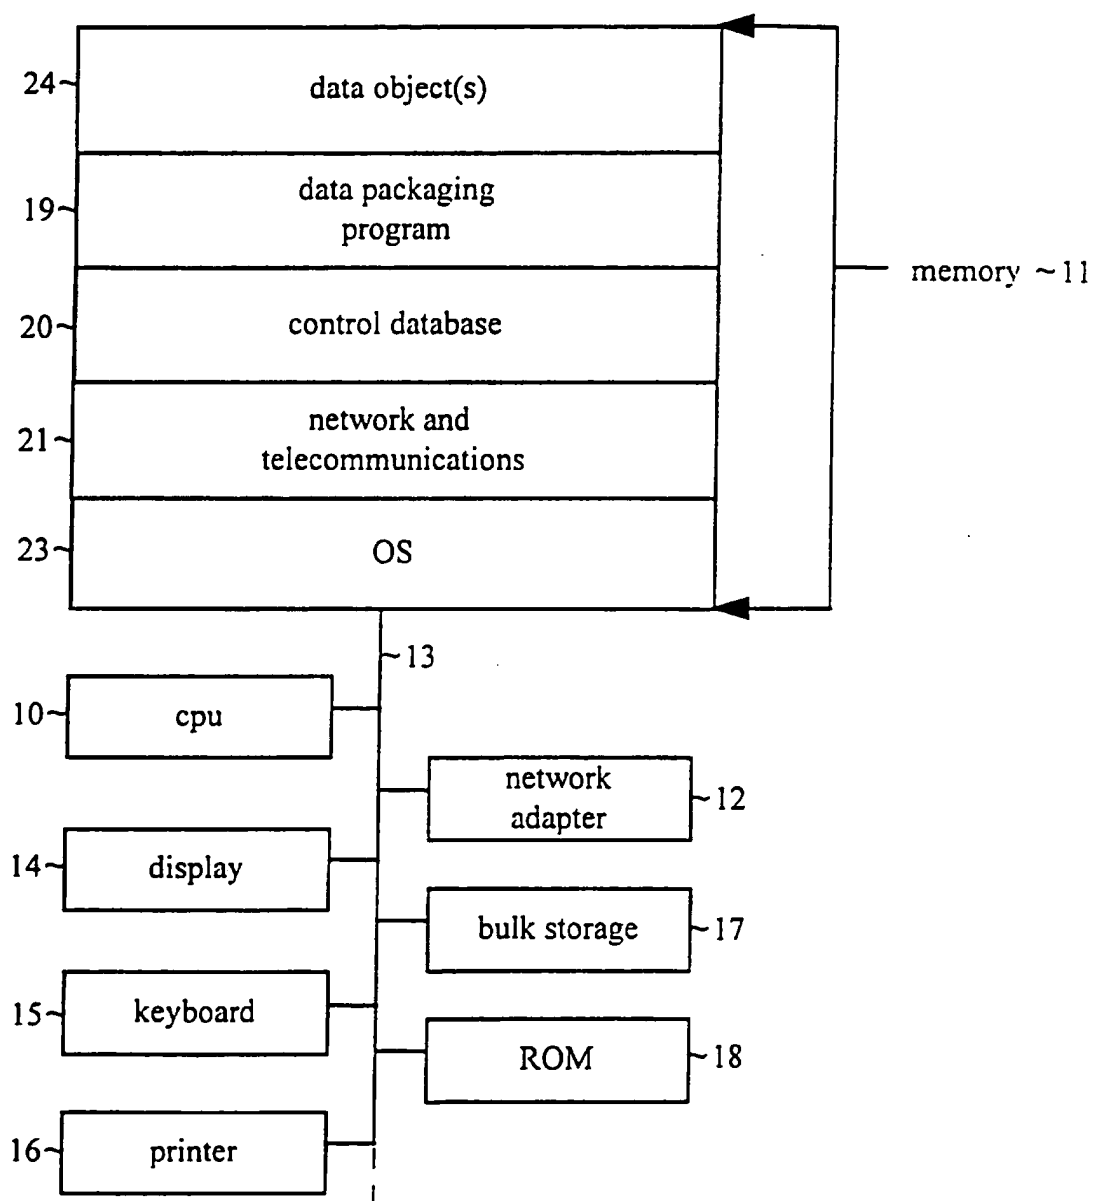 24~ data object(s)
19~ data packaging
program
memory ~11
20~ control database
21~ network and
telecommunications
23~ OS
~13
10~ cpu
network
adapter ~12
14~ display
bulk storage ~17
15~ keyboard
ROM ~18
16~ printer